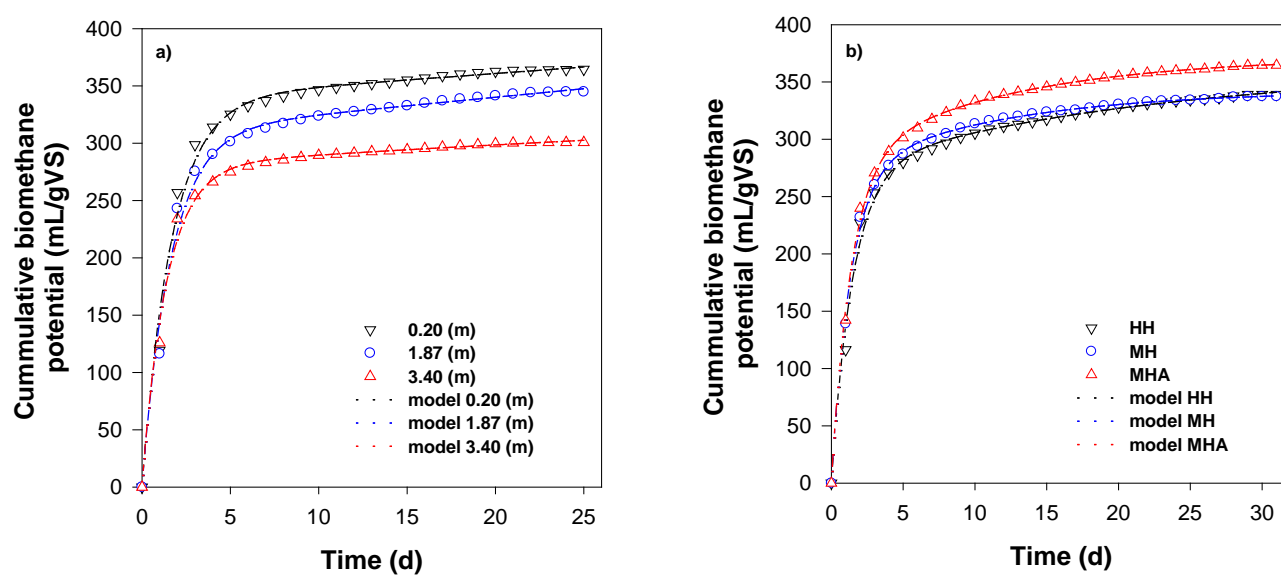 a)
Cummulative biomethane
potential (mL/gVS)
400
350
300
250
200
150
100
50
0
0.20 (m)
1.87 (m)
3.40 (m)
model 0.20 (m)
model 1.87 (m)
model 3.40 (m)
0 5 10 15 20 25
Time (d)
b)
Cummulative biomethane
potential (mL/gVS)
400
350
300
250
200
150
100
50
0
HH
MH
MHA
model HH
model MH
model MHA
0 5 10 15 20 25 30
Time (d)